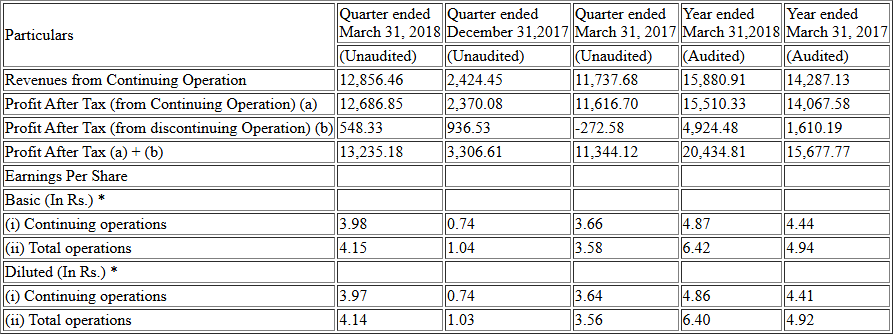 Particulars Quarter ended March 31, 2018 Quarter ended December 31,2017 Quarter ended March 31, 2017 Year ended March 31,2018 Year ended March 31, 2017
(Unaudited) (Unaudited) (Unaudited) (Audited) (Audited)
Revenues from Continuing Operation 12,856.46 2,424.45 11,737.68 15,880.91 14,287.13
Profit After Tax (from Continuing Operation) (a) 12,686.85 2,370.08 11,616.70 15,510.33 14,067.58
Profit After Tax (from discontinuing Operation) (b) 548.33 936.53 -272.58 4,924.48 1,610.19
Profit After Tax (a) + (b) 13,235.18 3,306.61 11,344.12 20,434.81 15,677.77
Earnings Per Share
Basic (In Rs.) *
(i) Continuing operations 3.98 0.74 3.66 4.87 4.44
(ii) Total operations 4.15 1.04 3.58 6.42 4.94
Diluted (In Rs.) *
(i) Continuing operations 3.97 0.74 3.64 4.86 4.41
(ii) Total operations 4.14 1.03 3.56 6.40 4.92